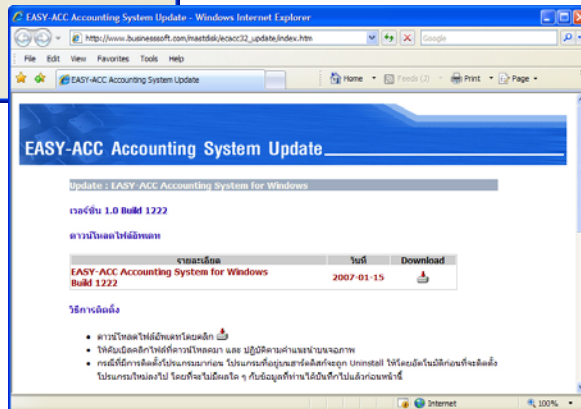 EASY-ACC Accounting System Update - Windows Internet Explorer
http://www.businesssoft.com/mastdisk/ecacc32_update/index.htm
Google
File Edit View Favorites Tools Help
EASY-ACC Accounting System Update
Home Feeds (J) Print Page
EASY-ACC Accounting System Update
Update : EASY-ACC Accounting System for Windows
เวอร์ชั่น 1.0 Build 1222
ดาวน์โหลดไฟล์อัพเดท
รายละเอียด วันที่ Download
EASY-ACC Accounting System for Windows
Build 1222 2007-01-15
วิธีการติดตั้ง
ดาวน์โหลดไฟล์อัพเดทโดยคลิก
ให้ดับเบิลคลิกไฟล์ที่ดาวน์โหลดมา และ ปฏิบัติตามคำแนะนำบนจอภาพ
กรณีที่มีการติดตั้งโปรแกรมมาก่อน โปรแกรมที่อยู่บนฮาร์ดดิสก์จะถูก Uninstall ให้โดยอัตโนมัติก่อนที่จะติดตั้ง
โปรแกรมใหม่ลงไป โดยที่จะไม่มีผลใด ๆ กับข้อมูลที่ท่านได้บันทึกไปแล้วก่อนหน้านี้
Internet 100%